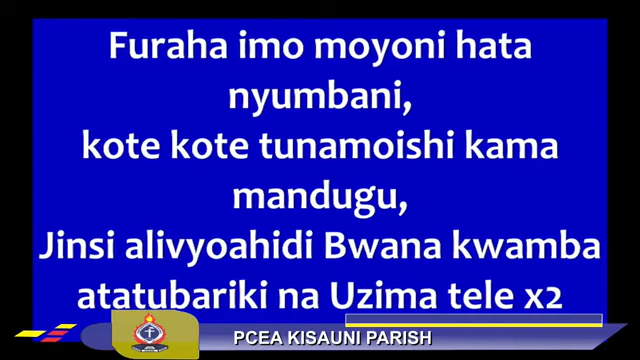 Furaha imo moyoni hata
nyumbani,
kote kote tunamoishi kama
mandugu,
Jinsi alivyoahidi Bwana kwamba
atatubariki na Uzima tele x2
PCEA KISAUNI PARISH